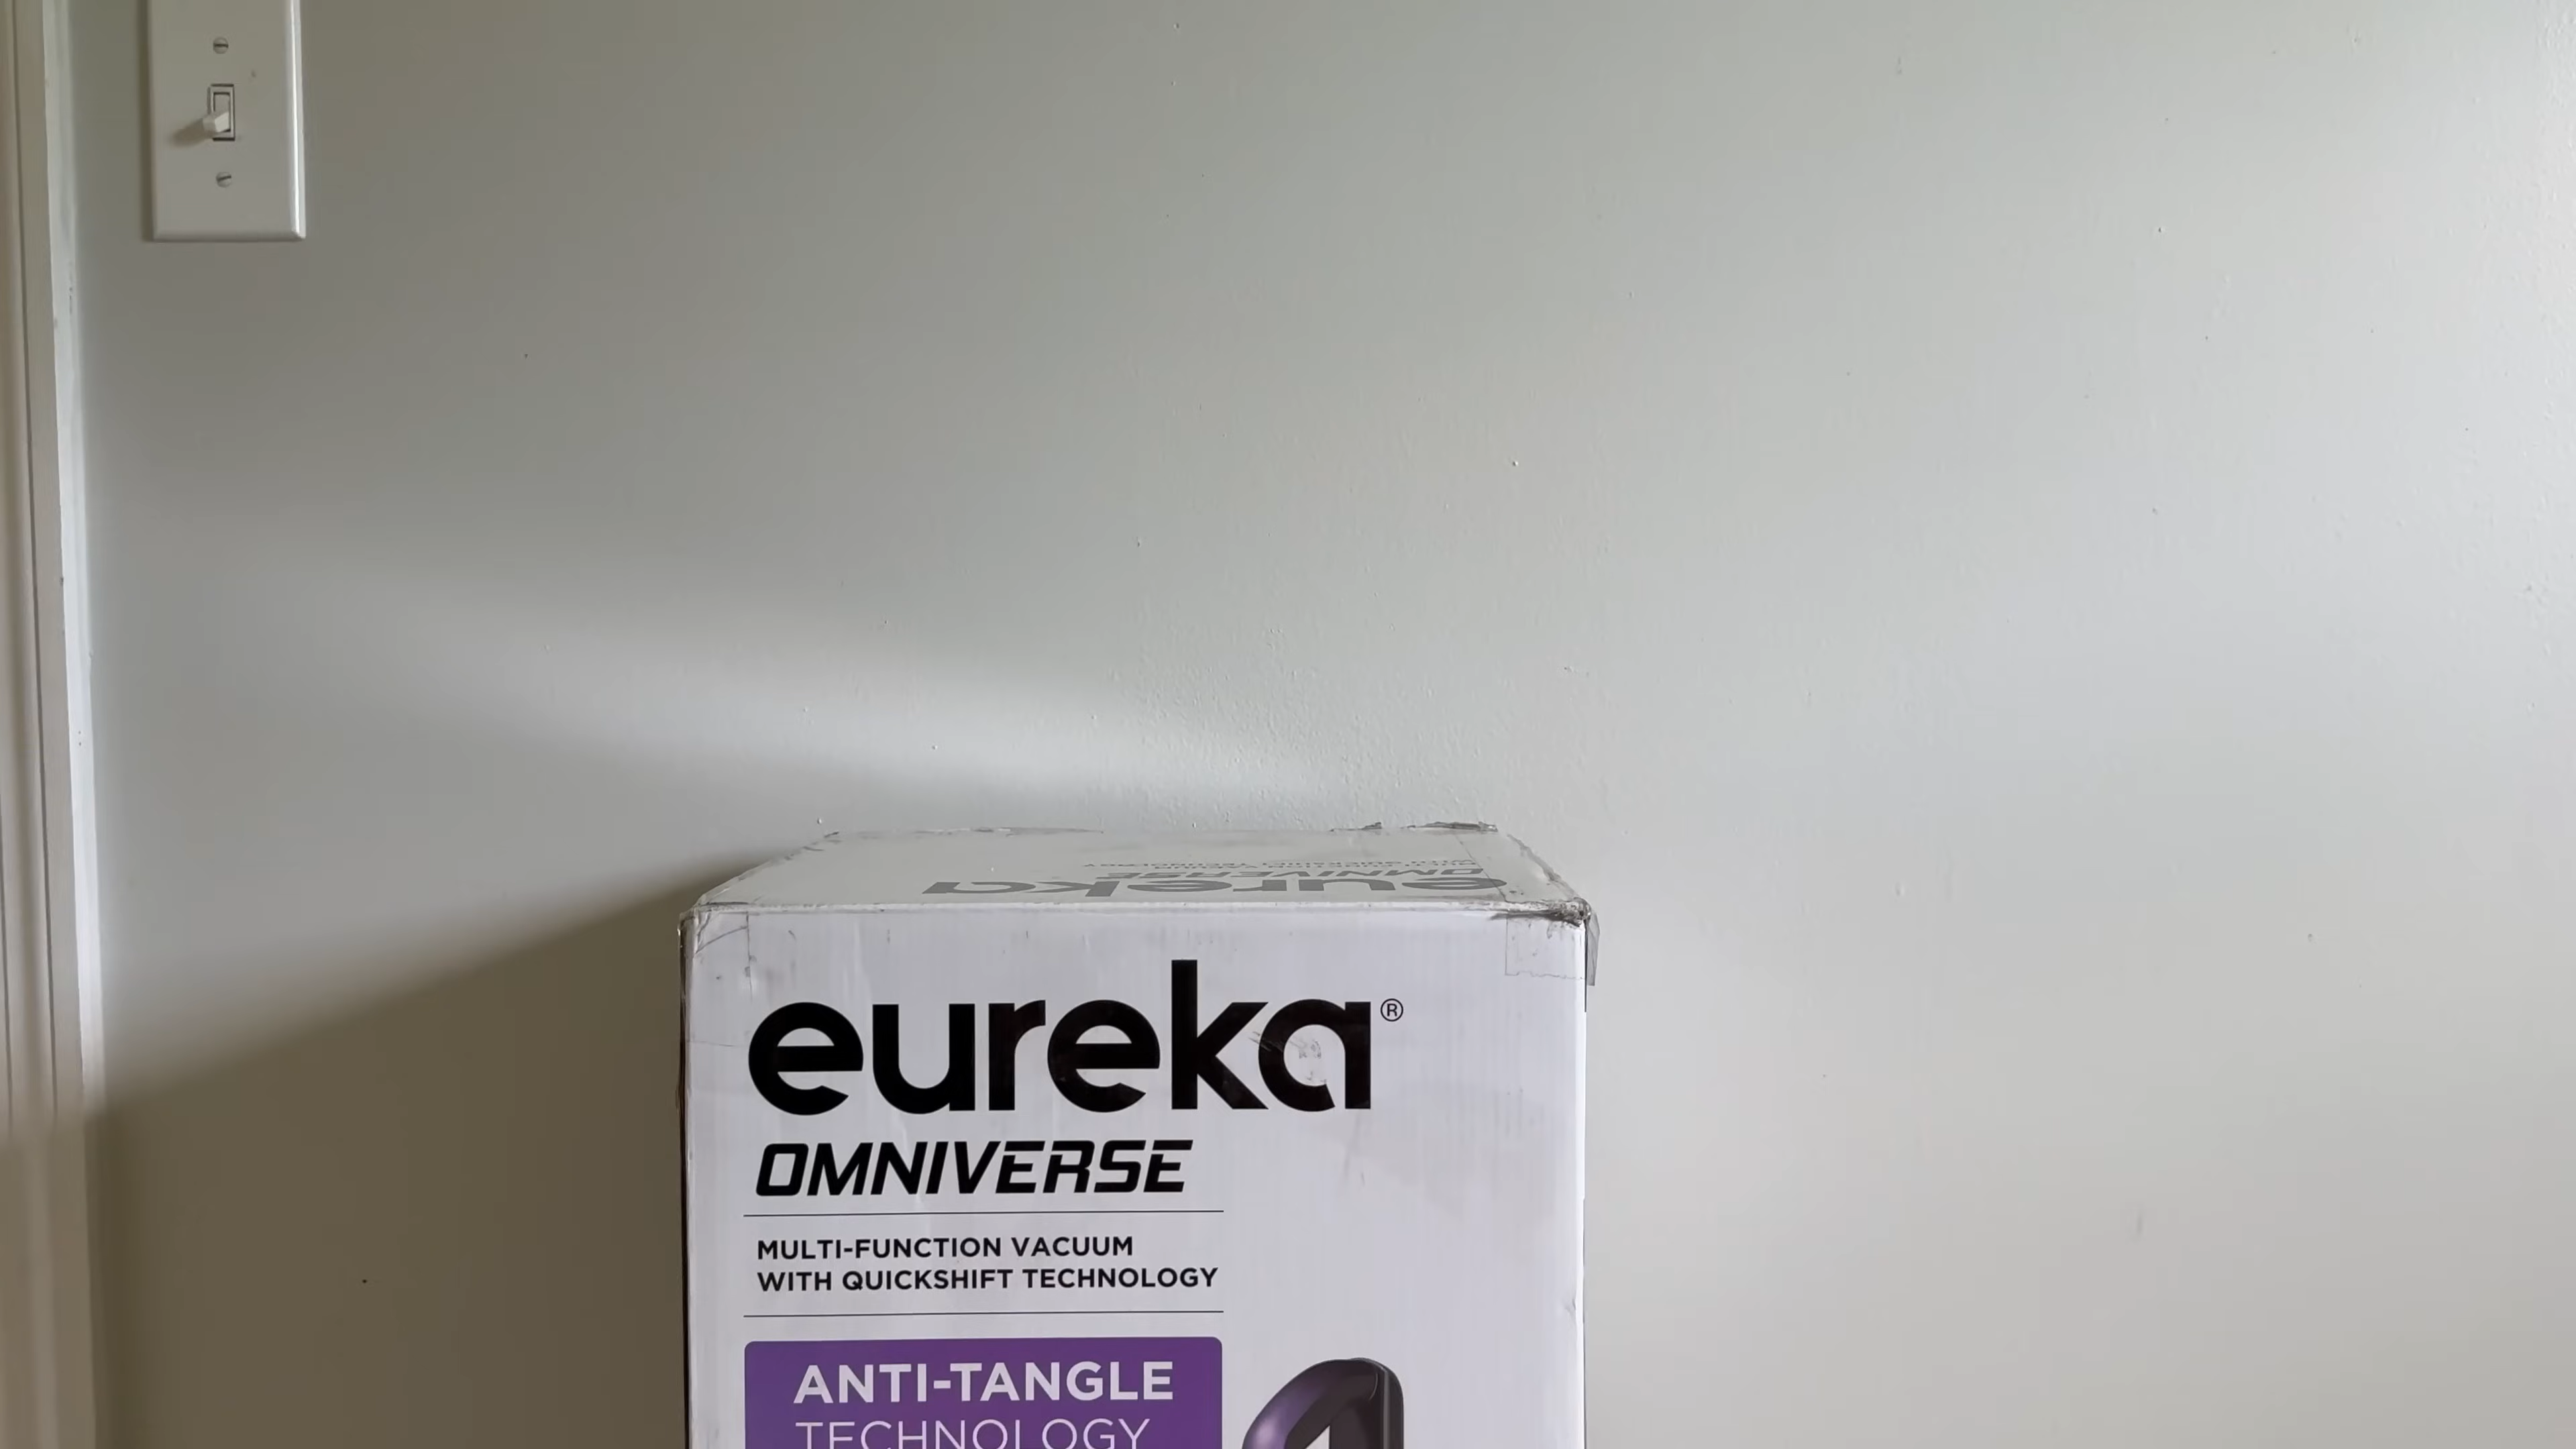 eureka
OMNIVERSE
eureka®
OMNIVERSE
MULTI-FUNCTION VACUUM
WITH QUICKSHIFT TECHNOLOGY
ANTI-TANGLE
TECHNOLOGY